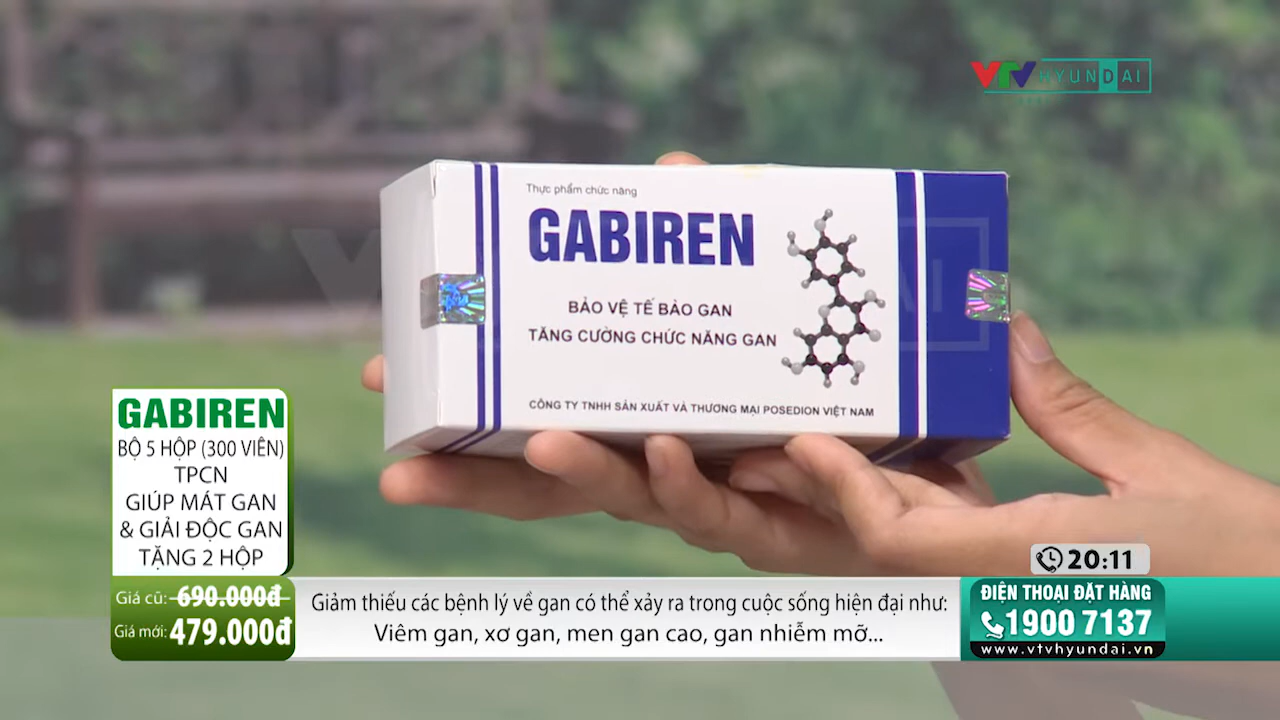 VTV HYUNDAI
Thực phẩm chức năng
GABIREN
BẢO VỆ TẾ BÀO GAN
TĂNG CƯỜNG CHỨC NĂNG GAN
CÔNG TY TNHH SẢN XUẤT VÀ THƯƠNG MẠI POSEDION VIỆT NAM
GABIREN
BỘ 5 HỘP (300 VIÊN)
TPCN
GIÚP MÁT GAN
& GIẢI ĐỘC GAN
TẶNG 2 HỘP
Giá cũ: 690.000đ
Giá mới: 479.000đ
Giảm thiếu các bệnh lý về gan có thể xảy ra trong cuộc sống hiện đại như:
Viêm gan, xơ gan, men gan cao, gan nhiễm mỡ...
20:11
ĐIỆN THOẠI ĐẶT HÀNG
1900 7137
www.vtvhyundai.vn